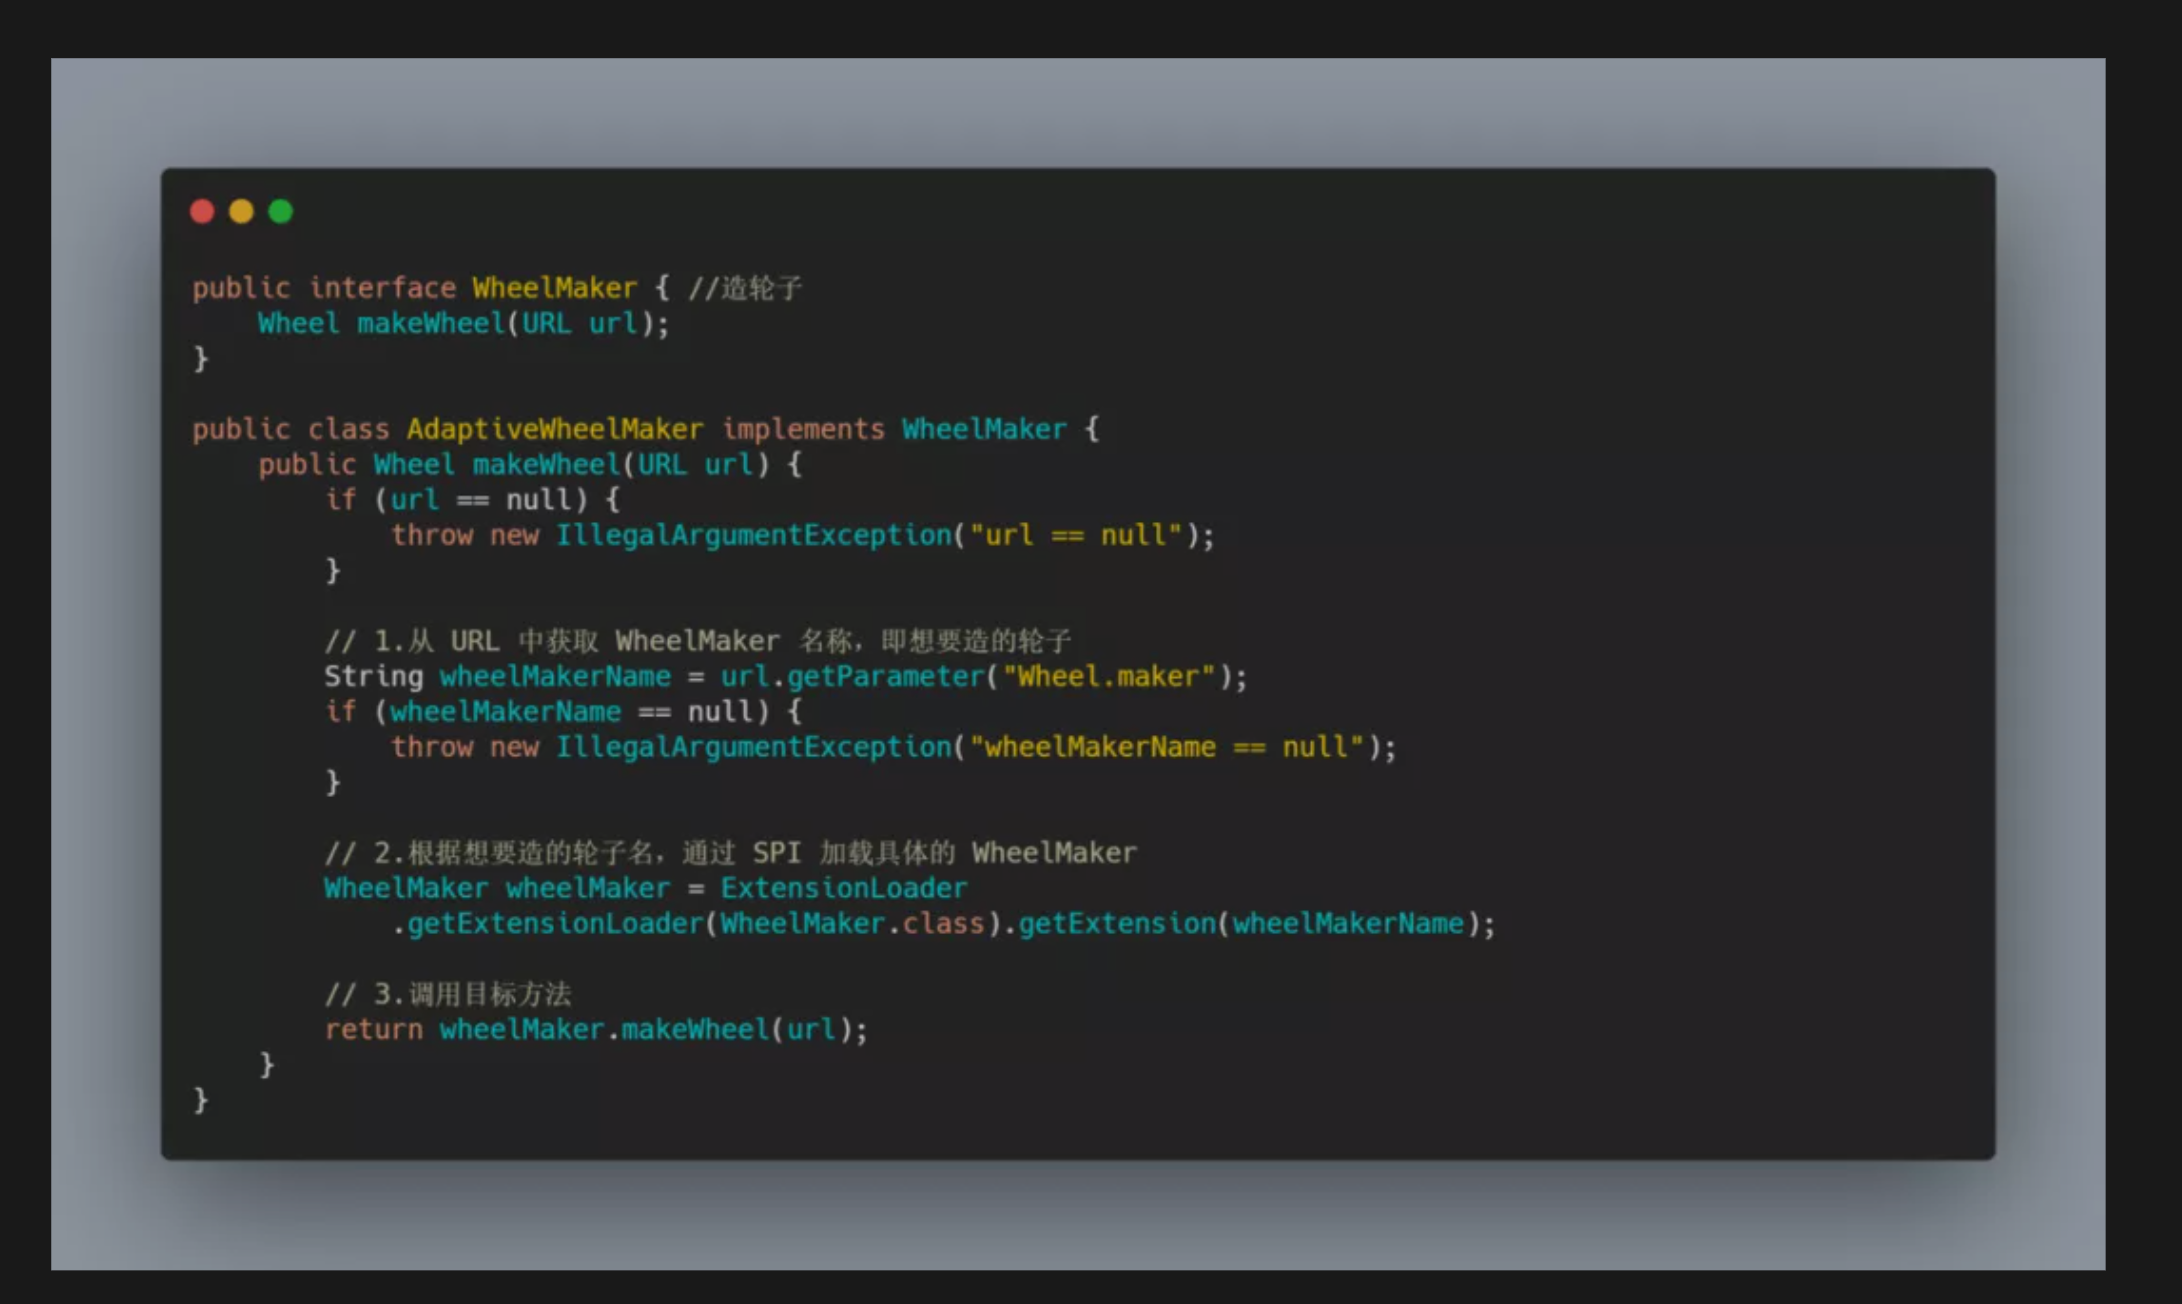 public interface WheelMaker { //造轮子
    Wheel makeWheel(URL url);
}

public class AdaptiveWheelMaker implements WheelMaker {
    public Wheel makeWheel(URL url) {
        if (url == null) {
            throw new IllegalArgumentException("url == null");
        }

        // 1.从 URL 中获取 WheelMaker 名称，即想要造的轮子
        String wheelMakerName = url.getParameter("Wheel.maker");
        if (wheelMakerName == null) {
            throw new IllegalArgumentException("wheelMakerName == null");
        }

        // 2.根据想要造的轮子名，通过 SPI 加载具体的 WheelMaker
        WheelMaker wheelMaker = ExtensionLoader
            .getExtensionLoader(WheelMaker.class).getExtension(wheelMakerName);

        // 3.调用目标方法
        return wheelMaker.makeWheel(url);
    }
}